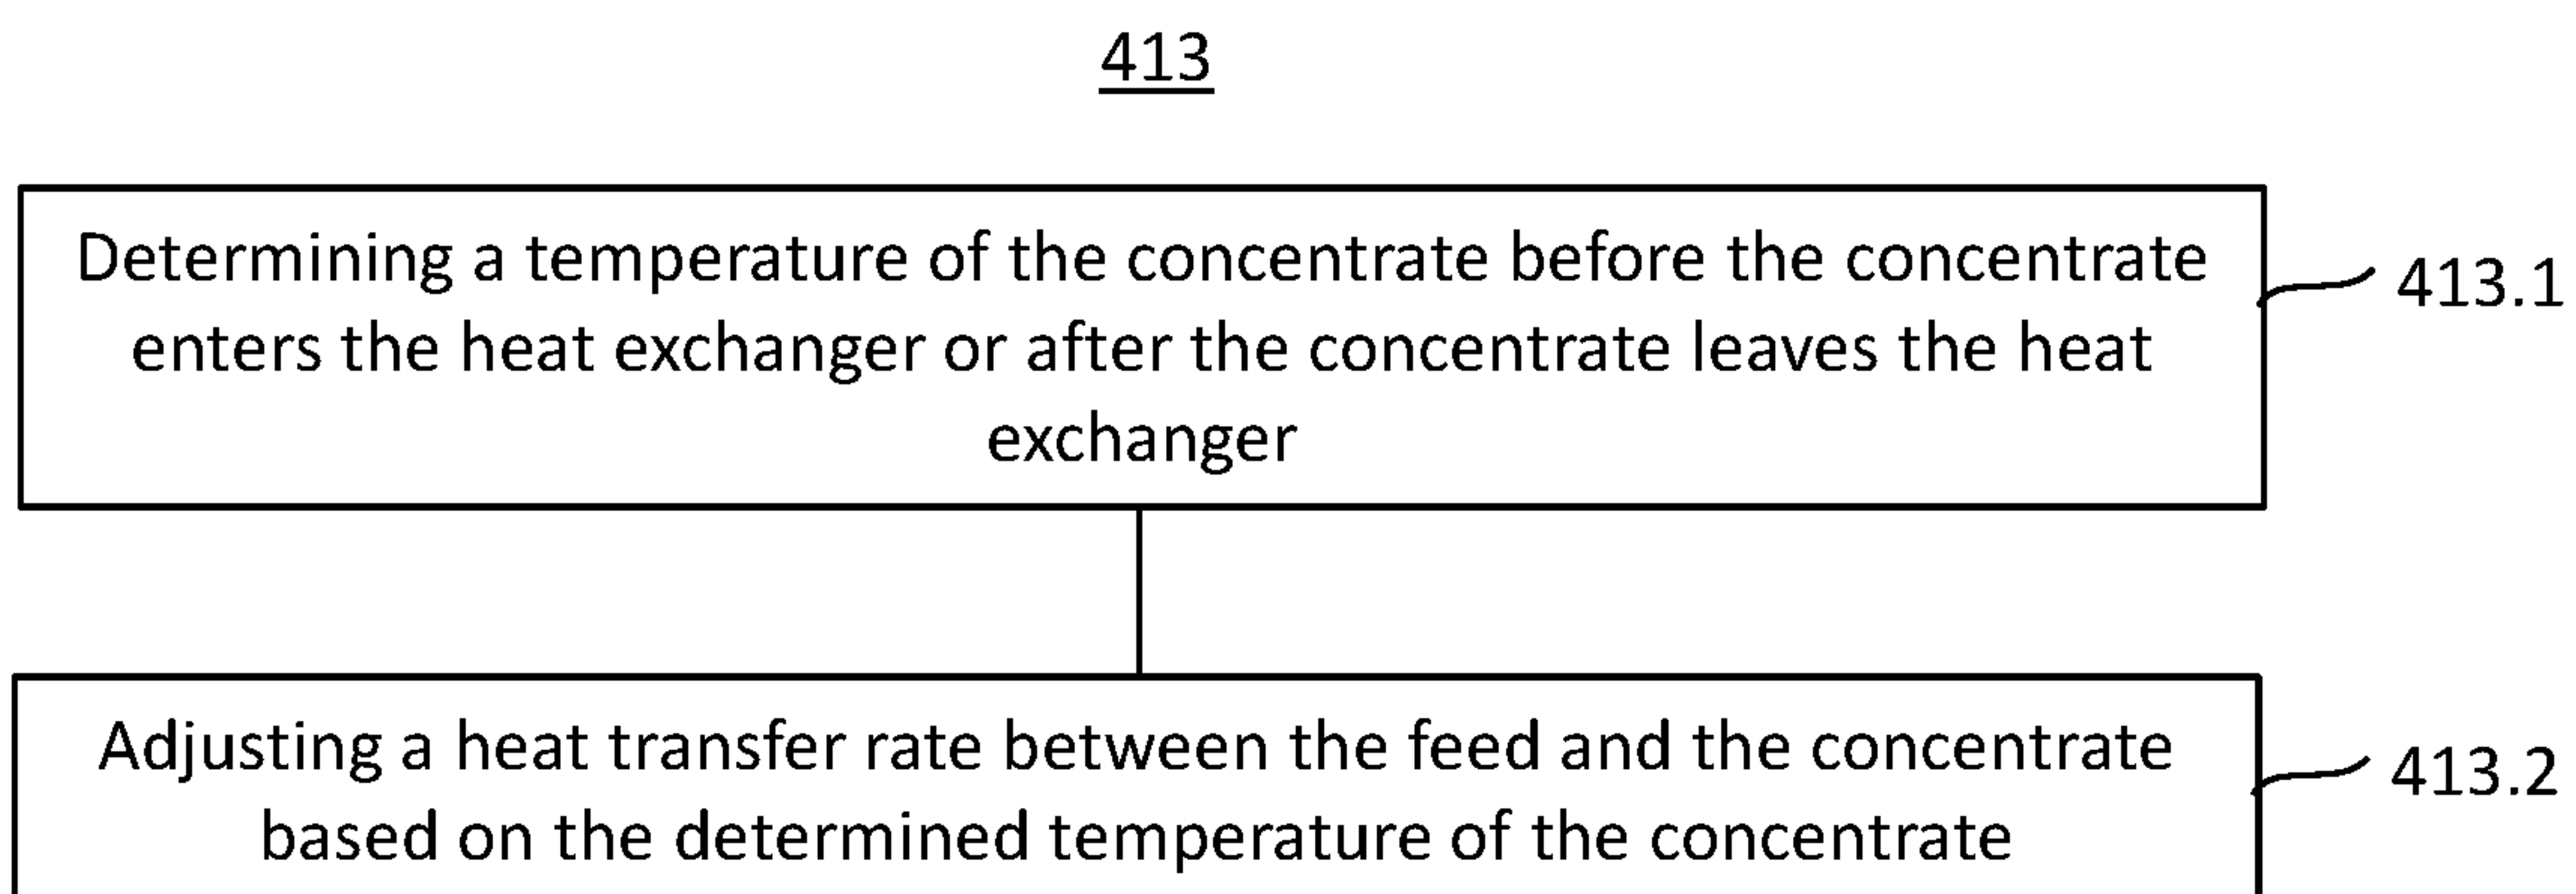 413
Determining a temperature of the concentrate before the concentrate
enters the heat exchanger or after the concentrate leaves the heat
exchanger
413.1
Adjusting a heat transfer rate between the feed and the concentrate
based on the determined temperature of the concentrate
413.2